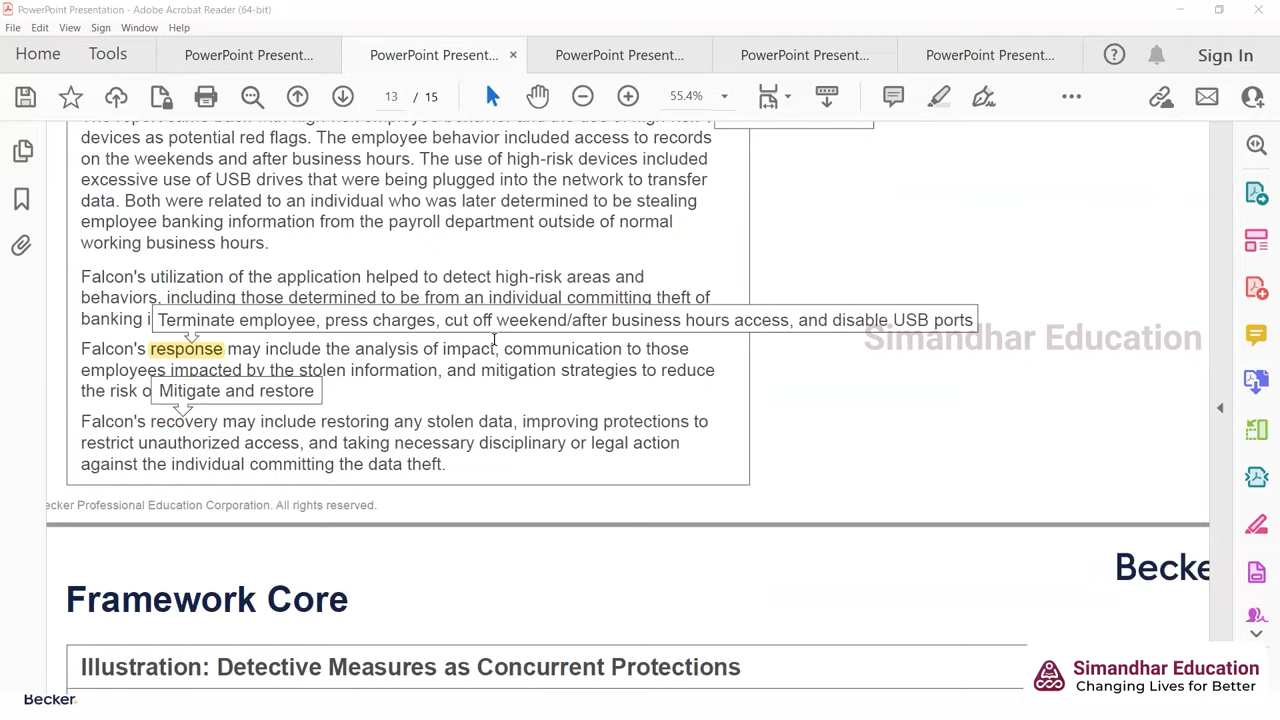 PowerPoint Presentation - Adobe Acrobat Reader (64-bit)
File Edit View Sign Window Help
Home Tools PowerPoint Present... PowerPoint Present... × PowerPoint Present... PowerPoint Present... PowerPoint Present... Sign In
13 / 15 55.4%
devices as potential red flags. The employee behavior included access to records
on the weekends and after business hours. The use of high-risk devices included
excessive use of USB drives that were being plugged into the network to transfer
data. Both were related to an individual who was later determined to be stealing
employee banking information from the payroll department outside of normal
working business hours.
Falcon's utilization of the application helped to detect high-risk areas and
behaviors, including those determined to be from an individual committing theft of
banking
Terminate employee, press charges, cut off weekend/after business hours access, and disable USB ports
Simandhar Education
Falcon's response may include the analysis of impact, communication to those
employees impacted by the stolen information, and mitigation strategies to reduce
the risk
Mitigate and restore
Falcon's recovery may include restoring any stolen data, improving protections to
restrict unauthorized access, and taking necessary disciplinary or legal action
against the individual committing the data theft.
ecker Professional Education Corporation. All rights reserved.
Becke
Framework Core
Illustration: Detective Measures as Concurrent Protections
Simandhar Education
Changing Lives for Better
Becker.